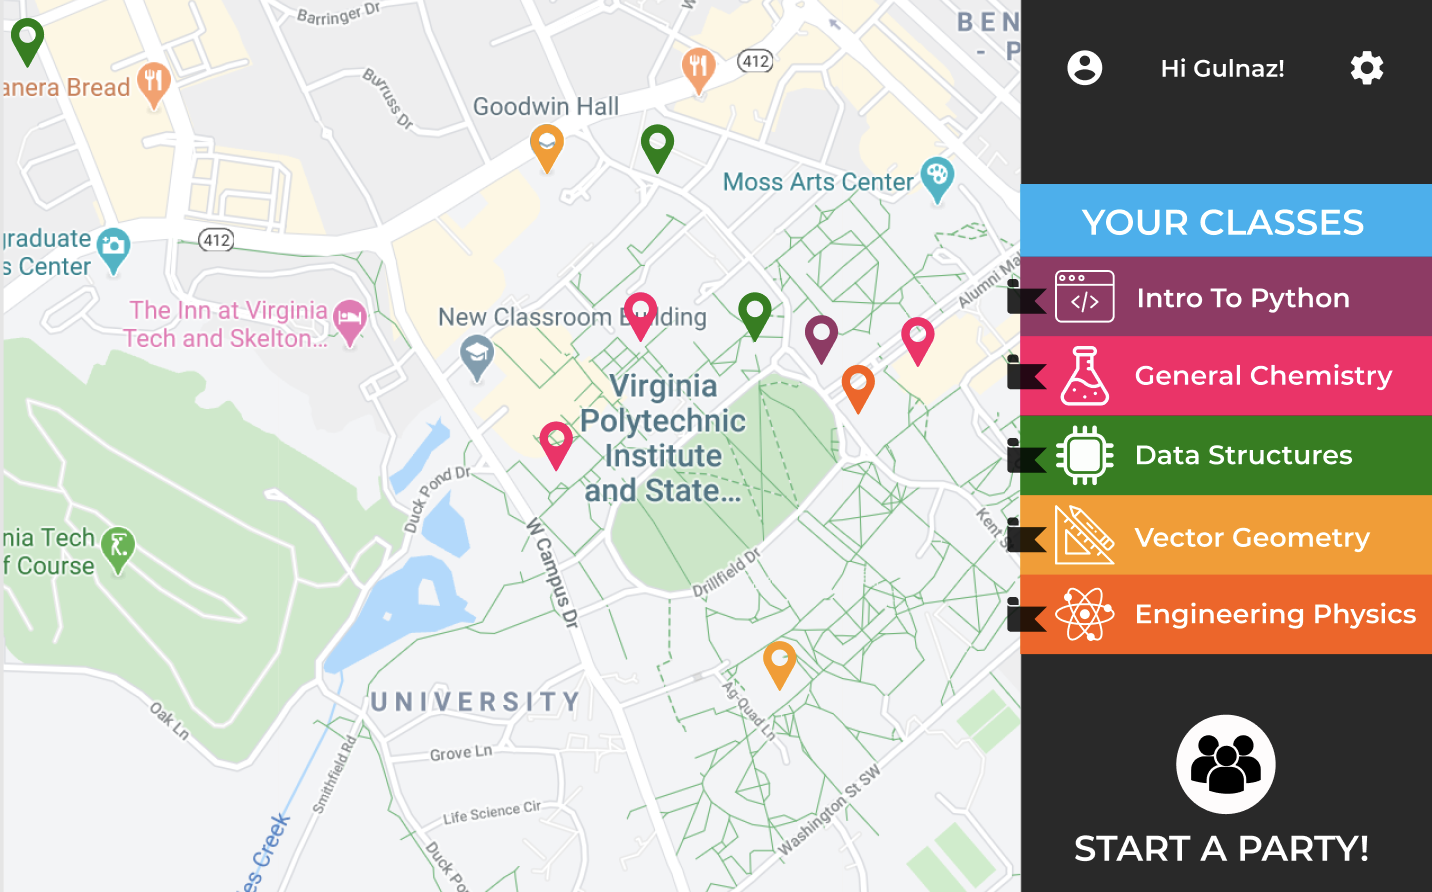 Barringer Dr
BEN
- P
412
anera Bread
Burruss Dr
Goodwin Hall
Moss Arts Center
graduate
s Center
412
Alumni Ma
The Inn at Virginia
Tech and Skelton...
New Classroom Building
Virginia
Polytechnic
Institute
and State...
Duck Pond Dr
W Campus Dr
Kent S
nia Tech
f Course
Drillfield Dr
UNIVERSITY
Ag-Quad Ln
Oak Ln
Grove Ln
Smithfield Rd
Life Science Cir
Washington St SW
es Creek
Duck Po
Hi Gulnaz!
YOUR CLASSES
</>
Intro To Python
General Chemistry
Data Structures
Vector Geometry
Engineering Physics
START A PARTY!